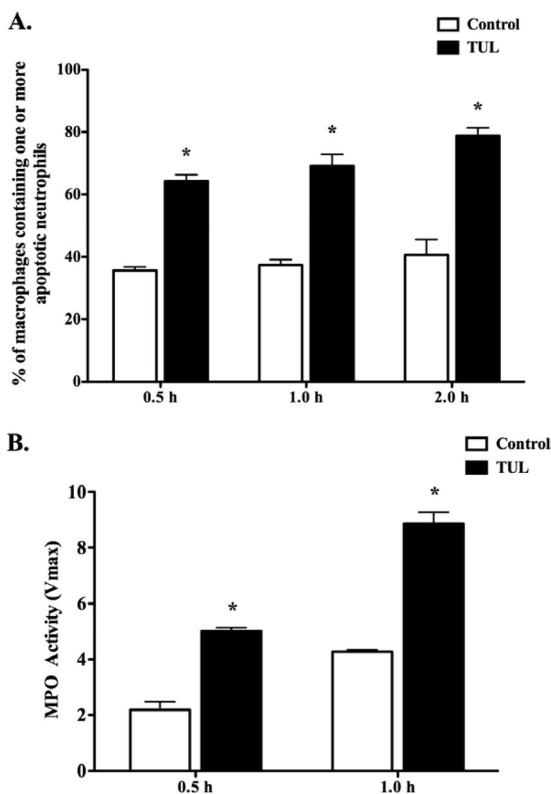 A.
Control
TUL
% of macrophages containing one or more
apoptotic neutrophils
100
80
60
40
20
0
*
*
*
0.5 h
1.0 h
2.0 h
B.
Control
TUL
MPO Activity (Vmax)
10
8
6
4
2
0
*
*
0.5 h
1.0 h